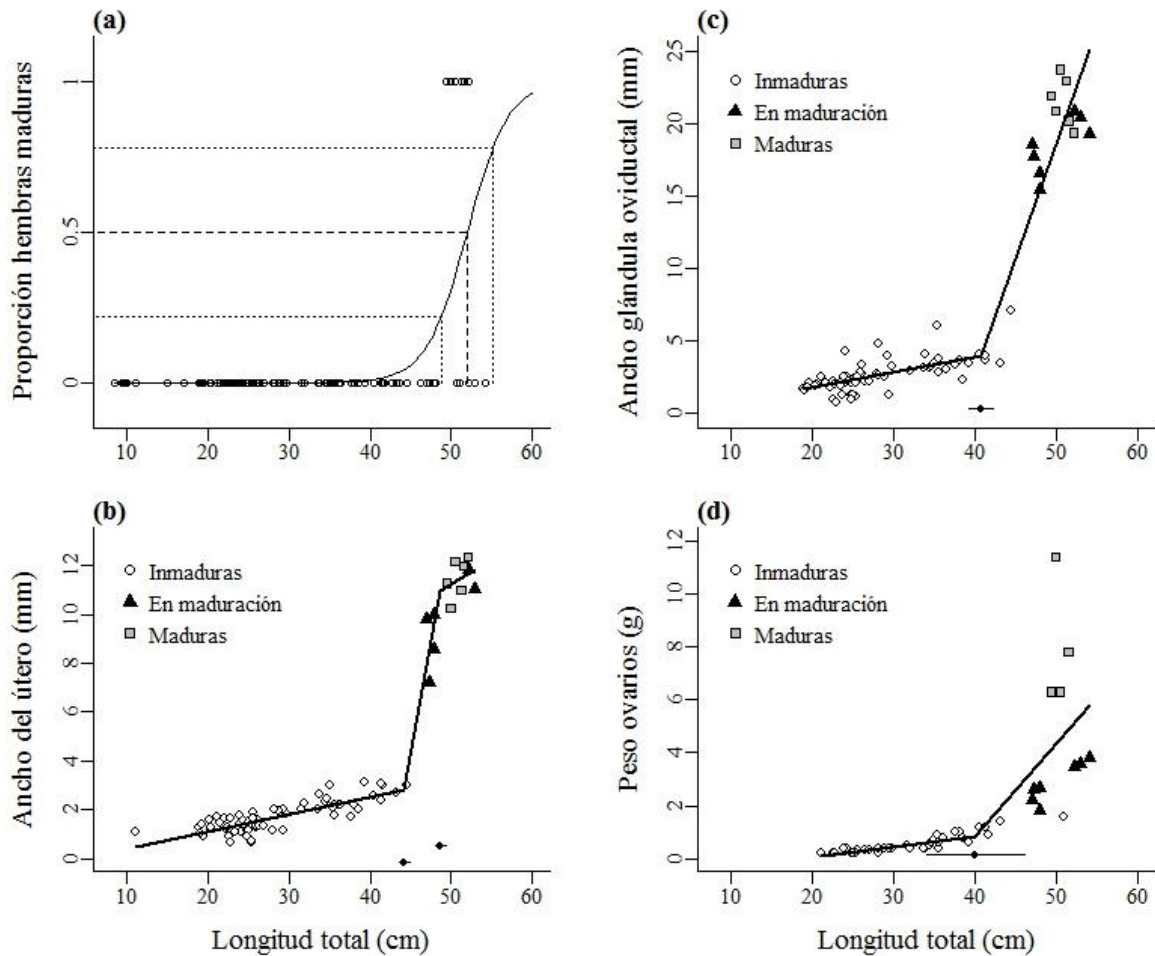 (a)
Proporción hembras maduras
1
0.5
0
10 20 30 40 50 60
(c)
Ancho glándula oviductal (mm)
25
20
15
10
5
0
Inmaduras
En maduración
Maduras
10 20 30 40 50 60
(b)
Ancho del útero (mm)
12
10
8
6
4
2
0
Inmaduras
En maduración
Maduras
10 20 30 40 50 60
Longitud total (cm)
(d)
Peso ovarios (g)
12
10
8
6
4
2
0
Inmaduras
En maduración
Maduras
10 20 30 40 50 60
Longitud total (cm)